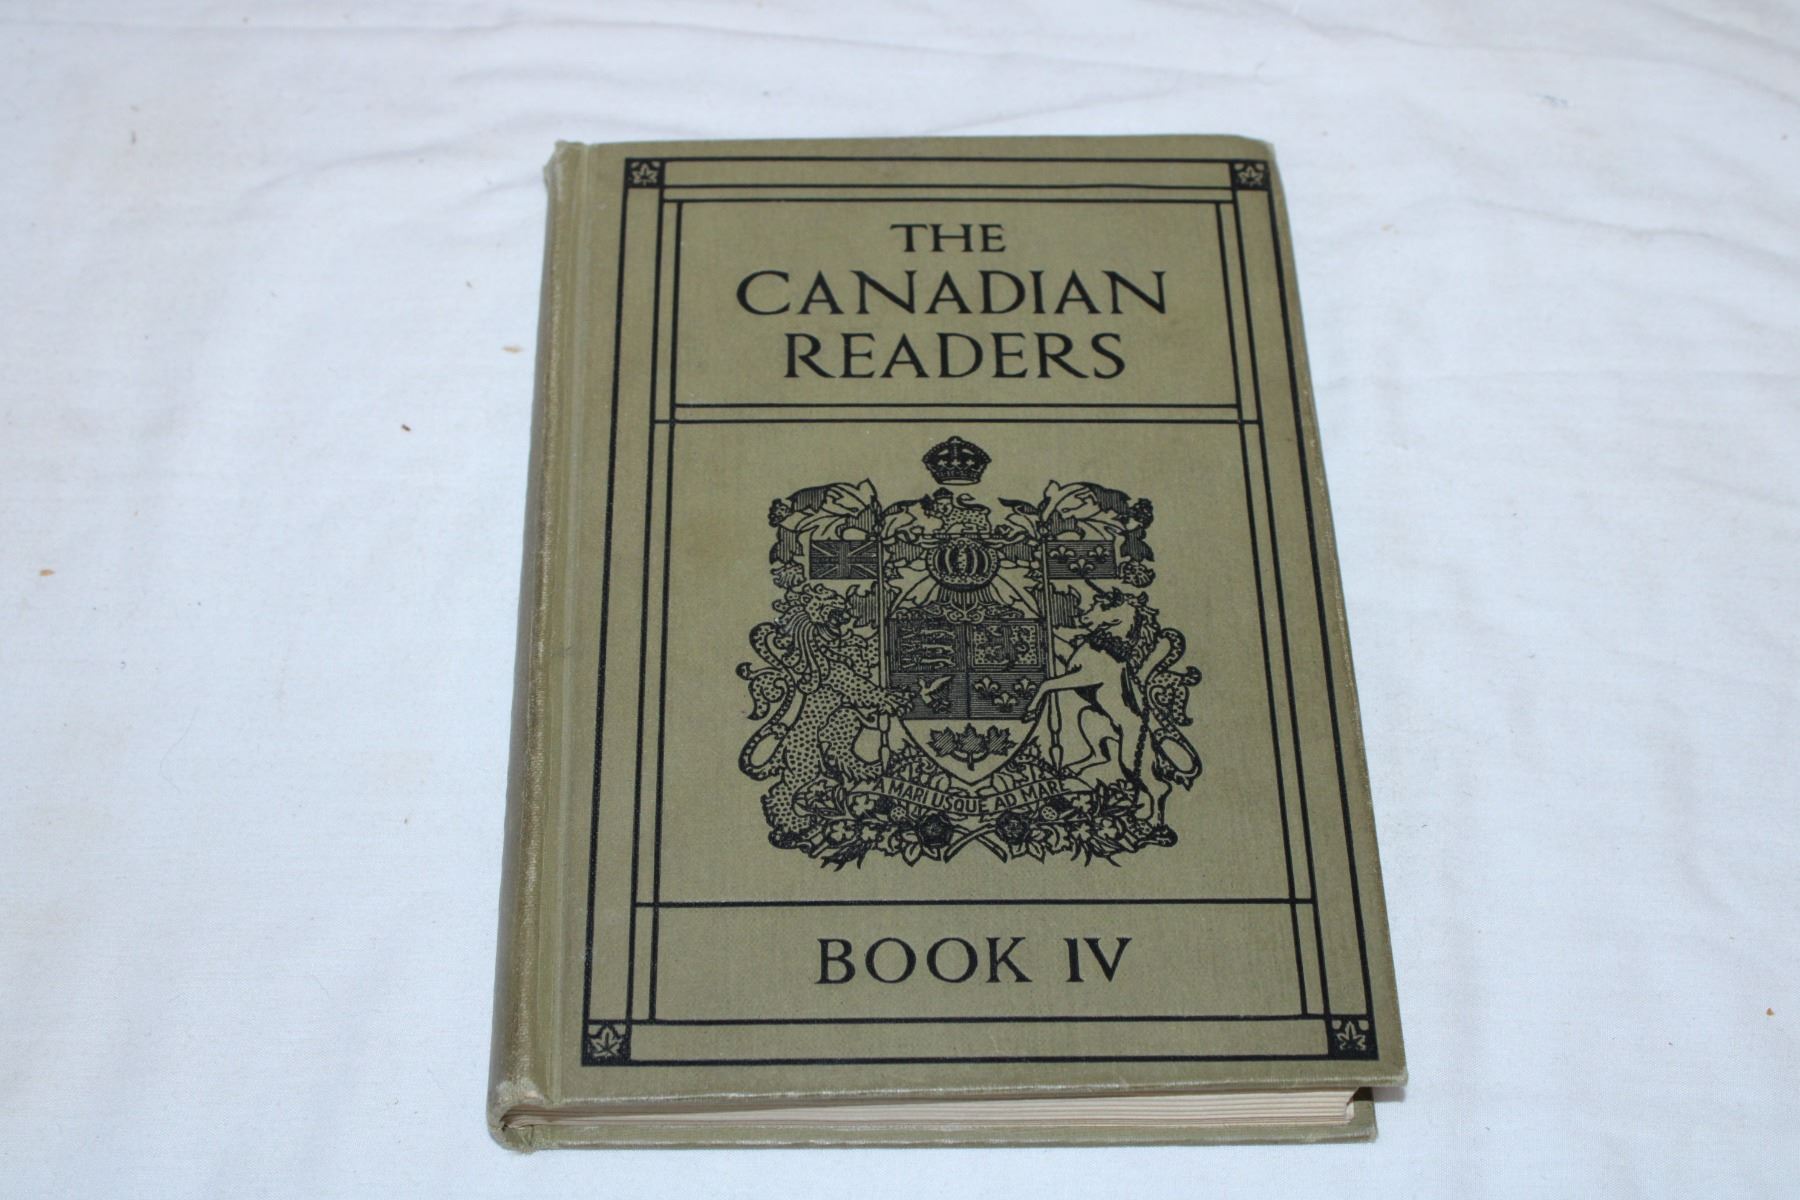 THE
CANADIAN
READERS
A MARI USQUE AD MARE
BOOK IV